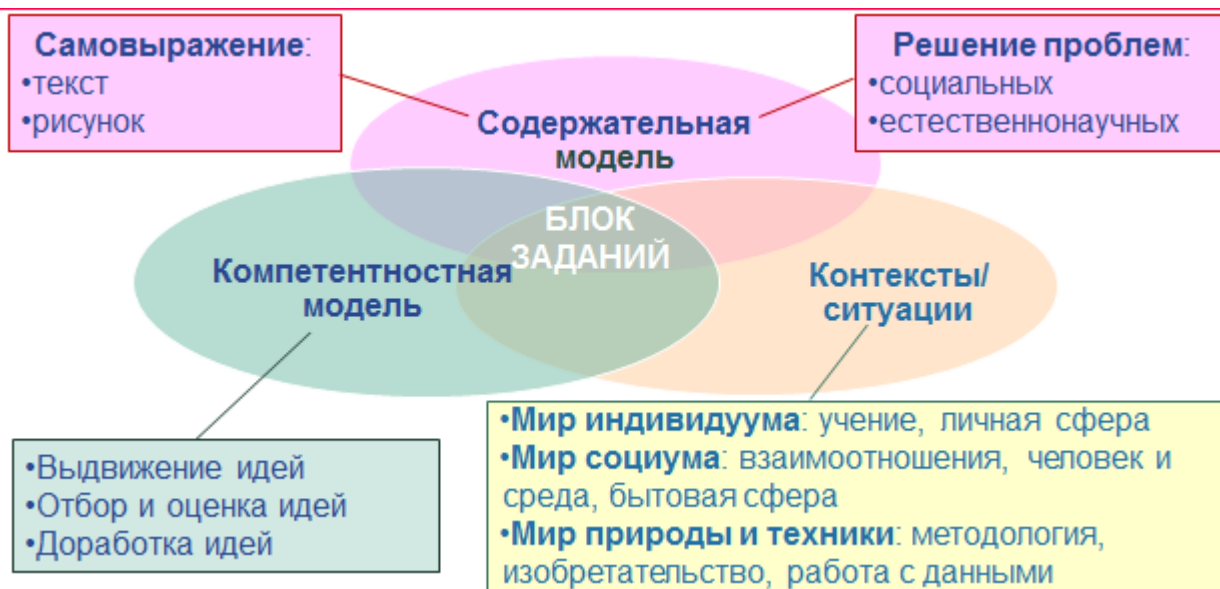 Самовыражение:
•текст
•рисунок
Решение проблем:
•социальных
•естественнонаучных
Содержательная
модель
БЛОК
ЗАДАНИЙ
Компетентностная
модель
Контексты/
ситуации
•Выдвижение идей
•Отбор и оценка идей
•Доработка идей
•Мир индивидуума: учение, личная сфера
•Мир социума: взаимоотношения, человек и
среда, бытовая сфера
•Мир природы и техники: методология,
изобретательство, работа с данными